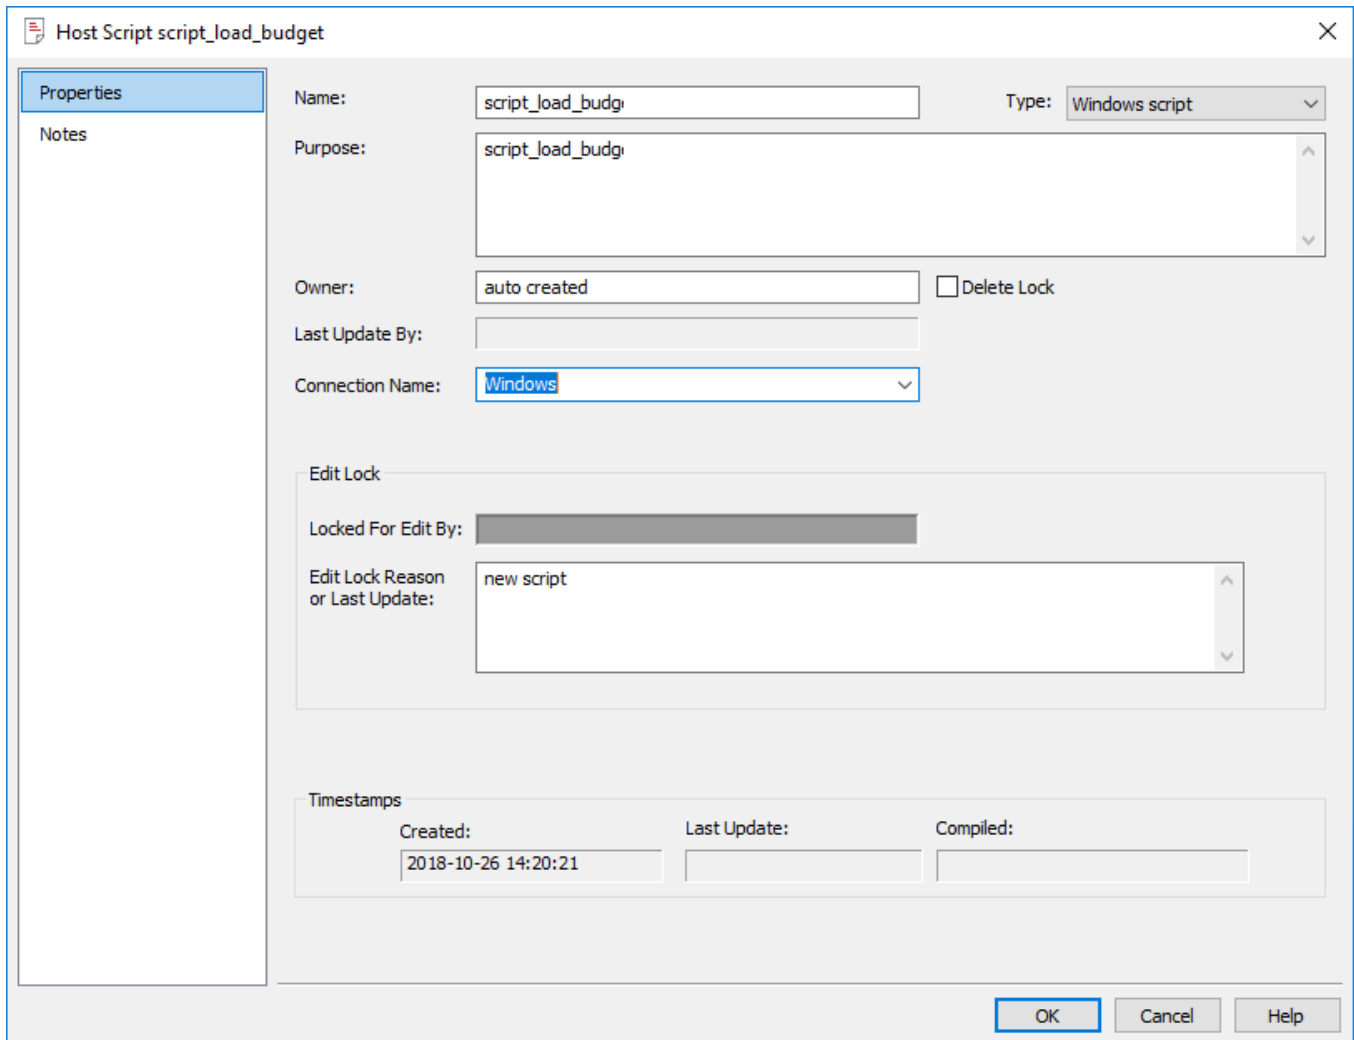 Host Script script_load_budget
Properties
Notes
Name: script_load_budg Type: Windows script
Purpose: script_load_budg
Owner: auto created Delete Lock
Last Update By:
Connection Name: Windows
Edit Lock
Locked For Edit By:
Edit Lock Reason new script
or Last Update:
Timestamps
Created: Last Update: Compiled:
2018-10-26 14:20:21
OK Cancel Help